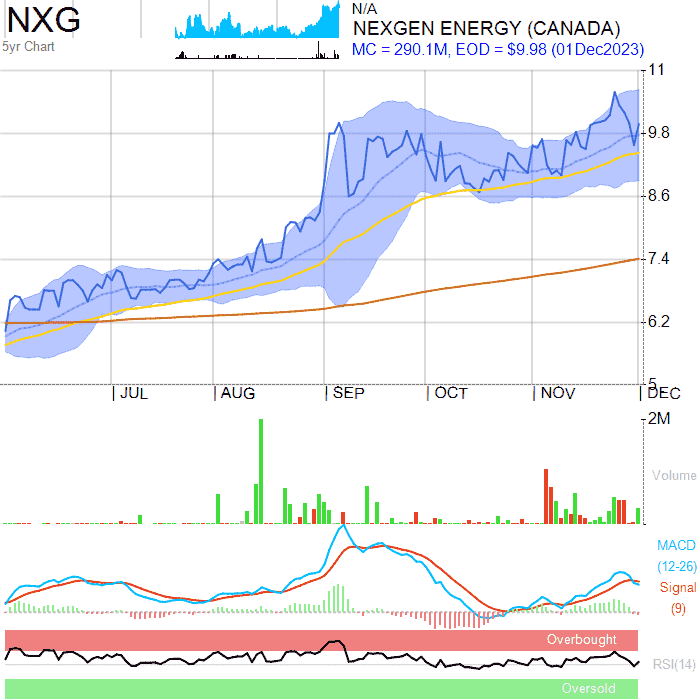 NXG
5yr Chart
N/A
NEXGEN ENERGY (CANADA)
MC = 290.1M, EOD = $9.98 (01Dec2023)
11
9.8
8.6
7.4
6.2
5
JUL AUG SEP OCT NOV DEC
2M
Volume
MACD
(12-26)
Signal
(9)
Overbought
RSI(14)
Oversold